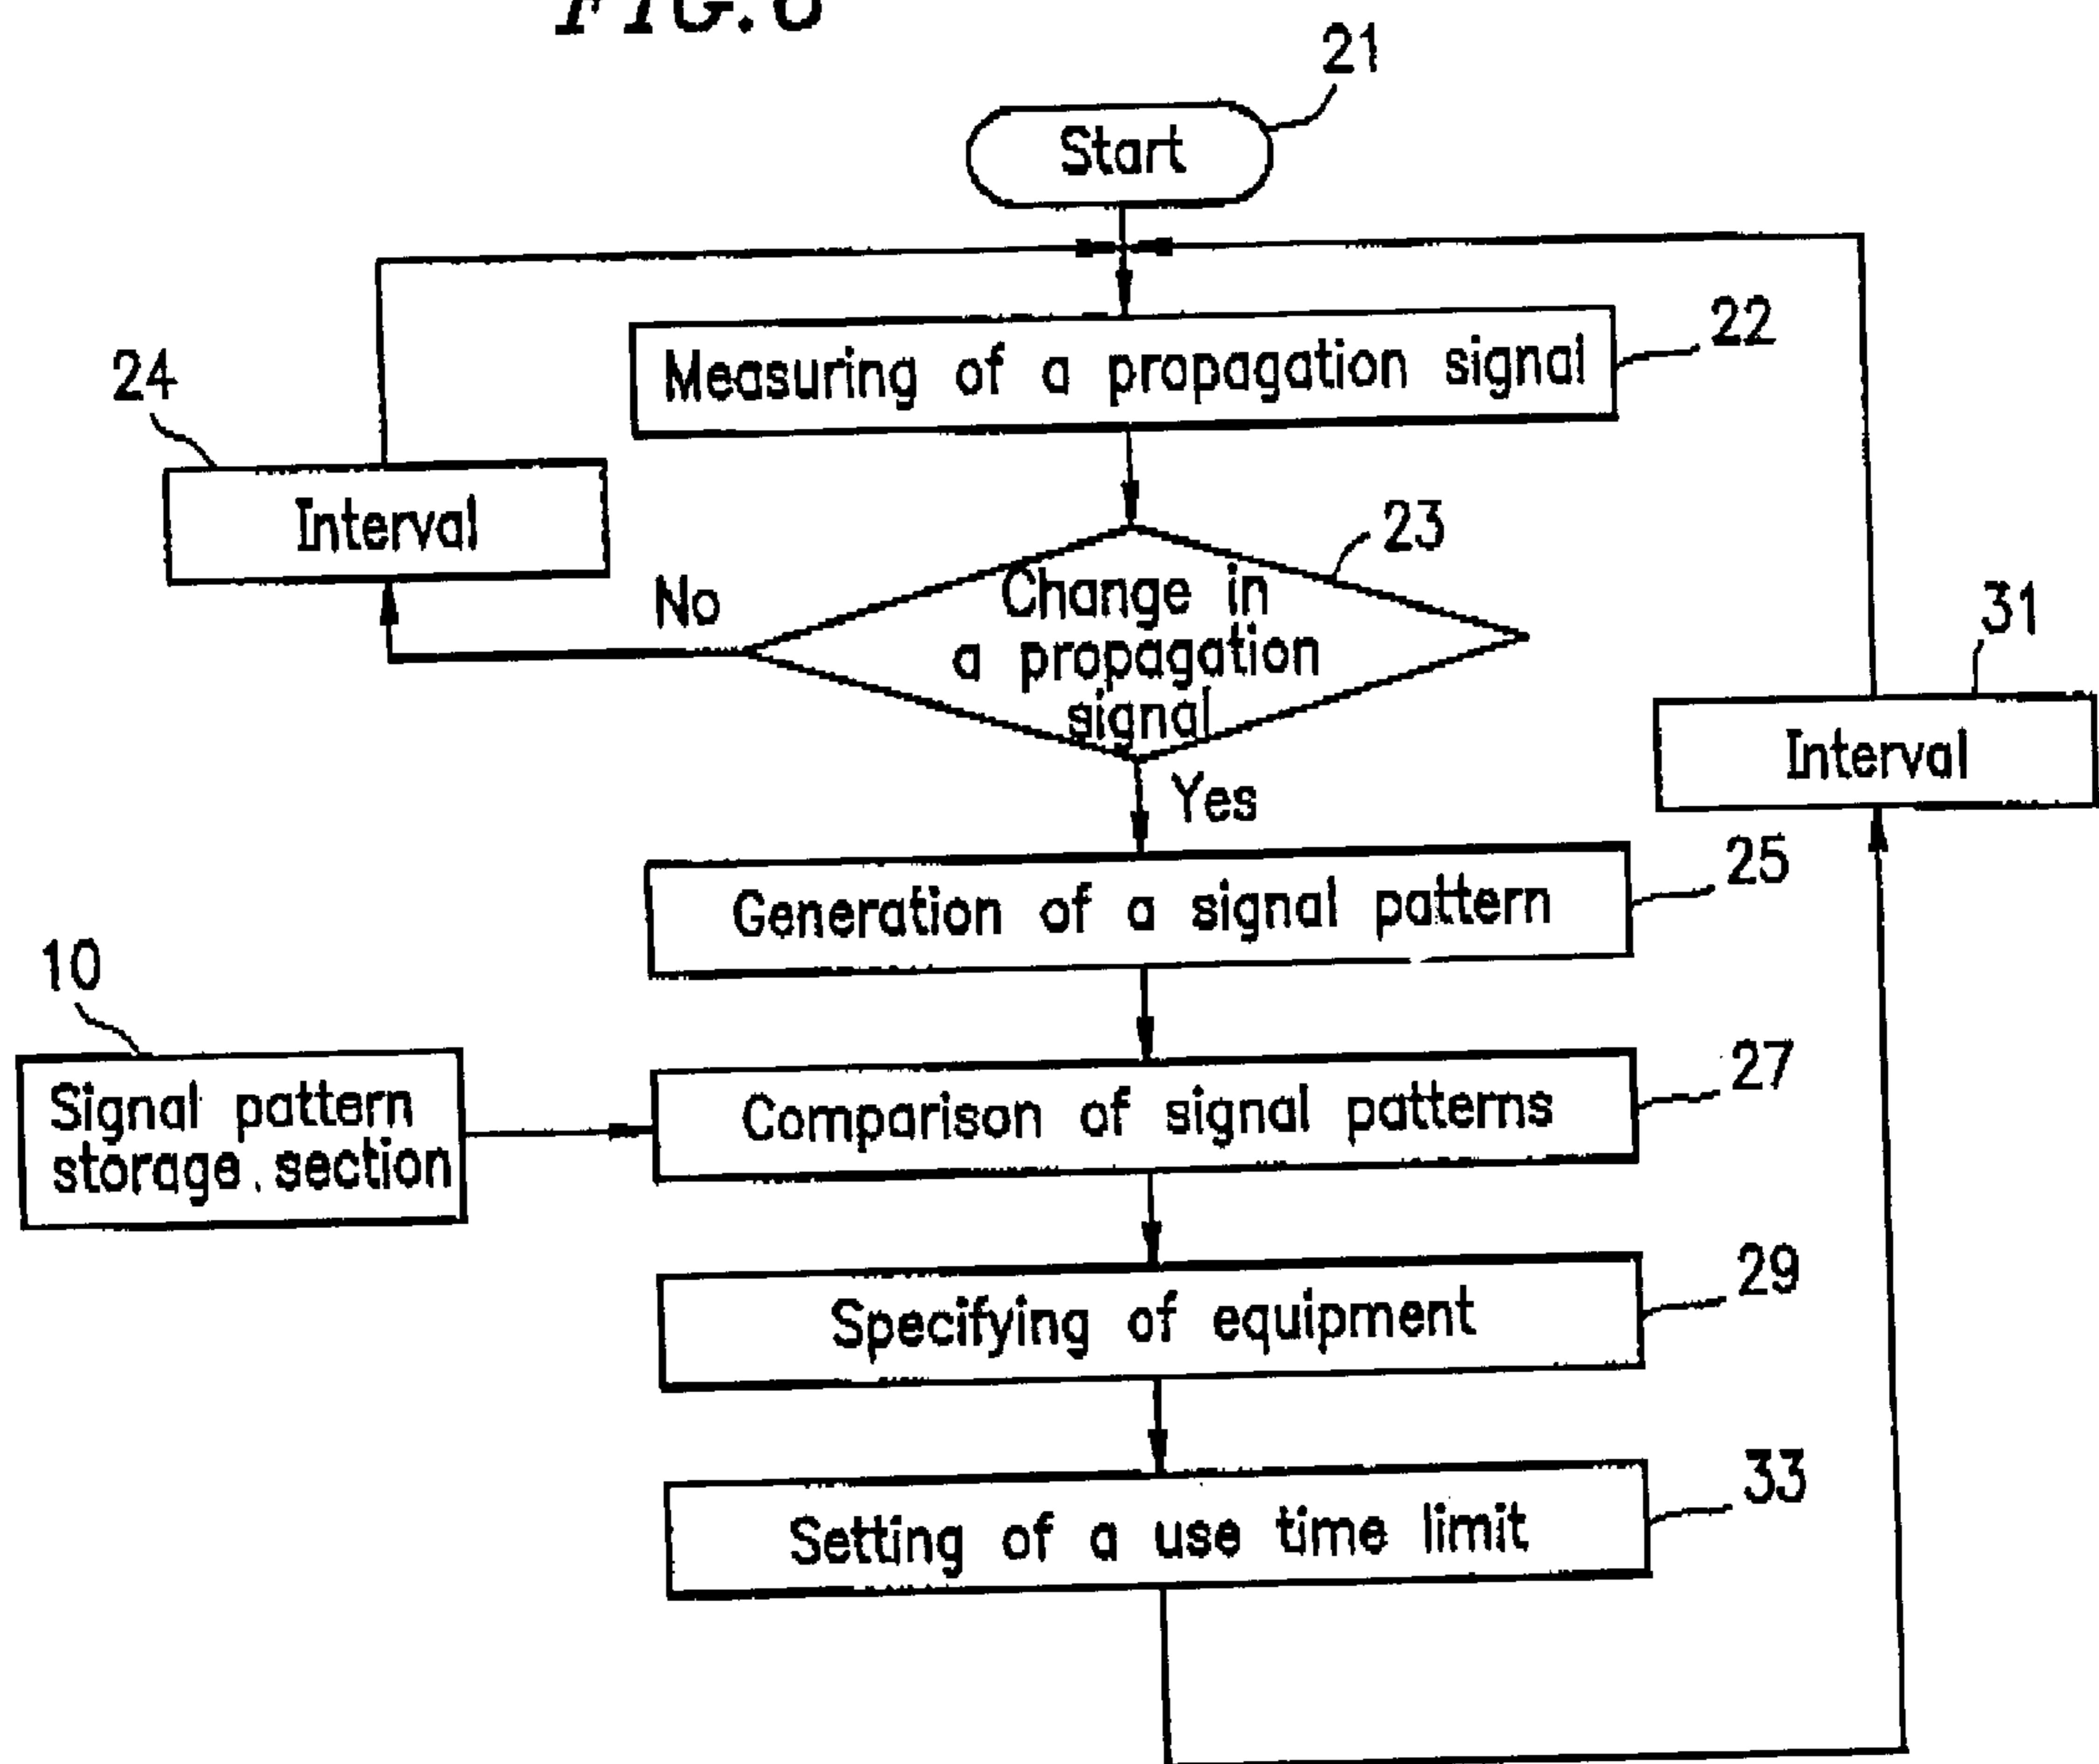 21
Start
Measuring of a propagation signal
22
24
Interval
23
Change in
a propagation
signal
No
Yes
31
Interval
Generation of a signal pattern
25
10
Signal pattern
storage section
Comparison of signal patterns
27
Specifying of equipment
29
Setting of a use time limit
33